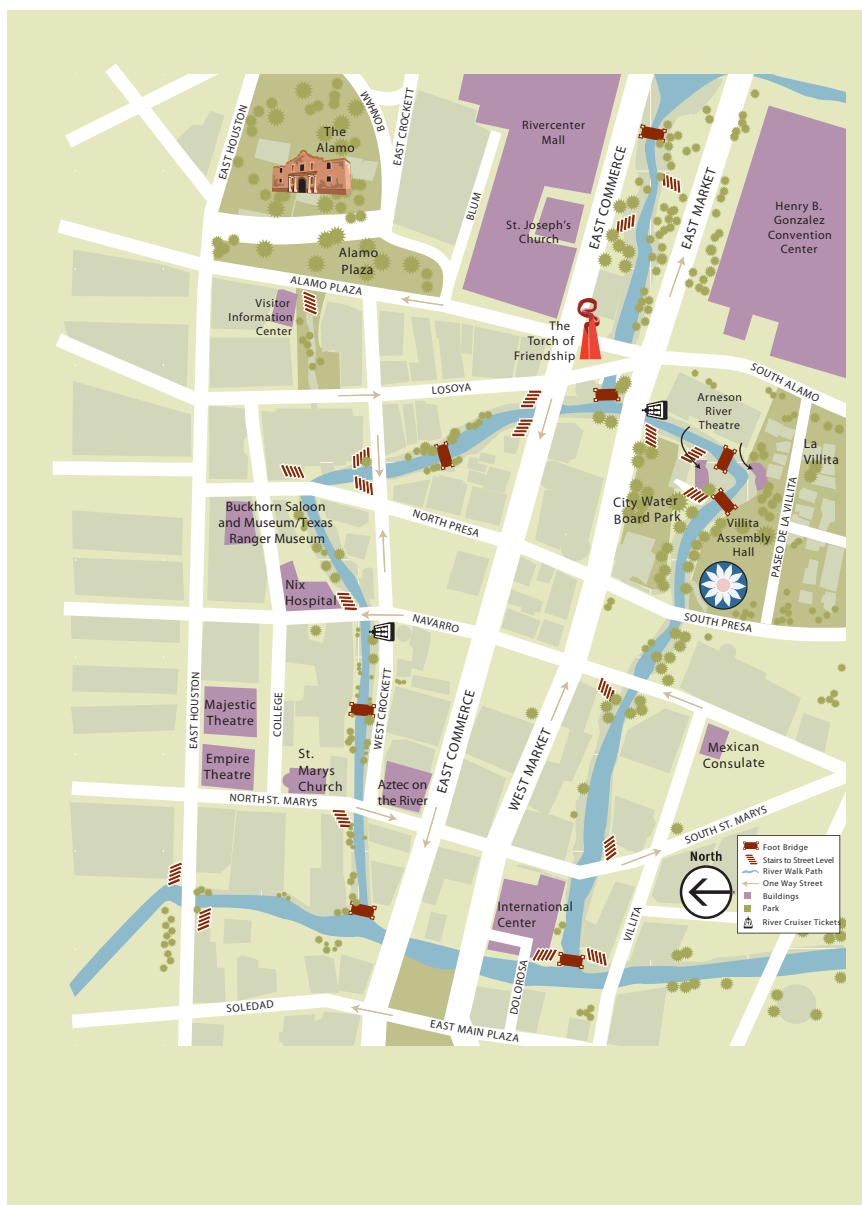 EAST HOUSTON
BONHAM
EAST CROCKETT
The
Alamo
Rivercenter
Mall
EAST COMMERCE
EAST MARKET
Henry B.
Gonzalez
Convention
Center
BLUM
St. Joseph's
Church
Alamo
Plaza
ALAMO PLAZA
Visitor
Information
Center
The
Torch of
Friendship
SOUTH ALAMO
LOSOYA
Arneson
River
Theatre
La
Villita
Buckhorn Saloon
and Museum/Texas
Ranger Museum
NORTH PRESA
City Water
Board Park
Villita
Assembly
Hall
PASEO DE LA VILLITA
Nix
Hospital
NAVARRO
SOUTH PRESA
EAST HOUSTON
Majestic
Theatre
COLLEGE
WEST CROCKETT
EAST COMMERCE
WEST MARKET
Mexican
Consulate
Empire
Theatre
St.
Marys
Church
Aztec on
the River
NORTH ST. MARYS
SOUTH ST. MARYS
North
Foot Bridge
Stairs to Street Level
River Walk Path
One Way Street
Buildings
Park
River Cruiser Tickets
International
Center
VILLITA
DOLOROSA
SOLEDAD
EAST MAIN PLAZA